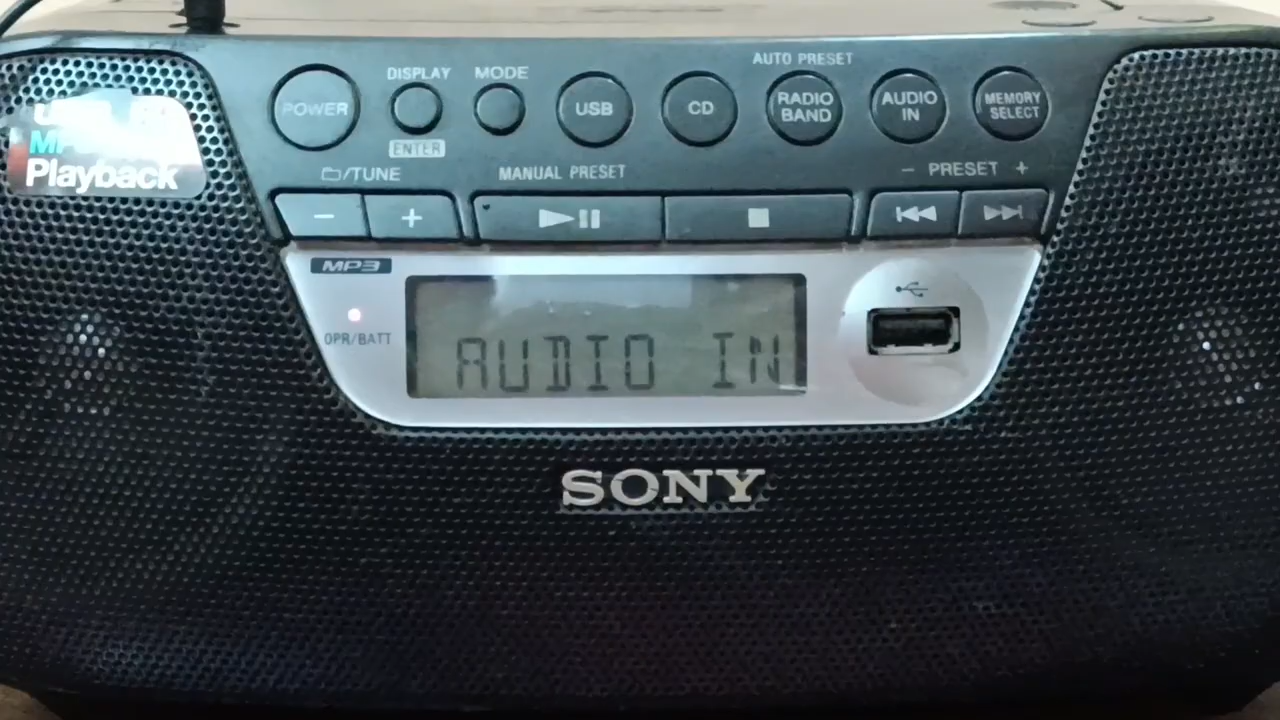 POWER
DISPLAY
ENTER
MODE
USB
CD
AUTO PRESET
RADIO
BAND
AUDIO
IN
MEMORY
SELECT
Playback
/TUNE
MANUAL PRESET
− PRESET +
− +
MP3
OPR/BATT
AUDIO IN
SONY